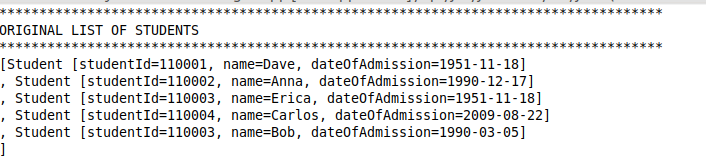 ************************************************************************************
ORIGINAL LIST OF STUDENTS
************************************************************************************
[Student [studentId=110001, name=Dave, dateOfAdmission=1951-11-18]
, Student [studentId=110002, name=Anna, dateOfAdmission=1990-12-17]
, Student [studentId=110003, name=Erica, dateOfAdmission=1951-11-18]
, Student [studentId=110004, name=Carlos, dateOfAdmission=2009-08-22]
, Student [studentId=110003, name=Bob, dateOfAdmission=1990-03-05]
]